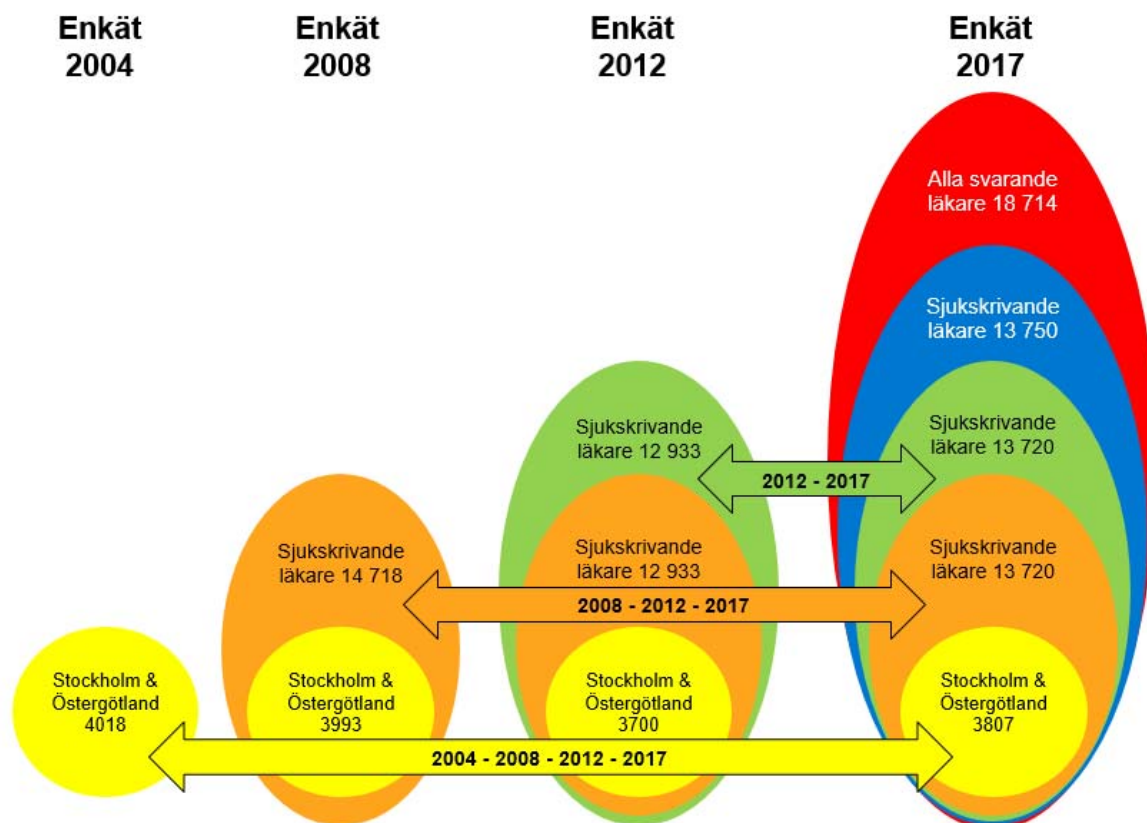 Enkät
2004
Enkät
2008
Enkät
2012
Enkät
2017
Alla svarande
läkare 18 714
Sjukskrivande
läkare 13 750
Sjukskrivande
läkare 12 933
Sjukskrivande
läkare 13 720
2012 - 2017
Sjukskrivande
läkare 14 718
Sjukskrivande
läkare 12 933
Sjukskrivande
läkare 13 720
2008 - 2012 - 2017
Stockholm &
Östergötland
4018
Stockholm &
Östergötland
3993
Stockholm &
Östergötland
3700
Stockholm &
Östergötland
3807
2004 - 2008 - 2012 - 2017